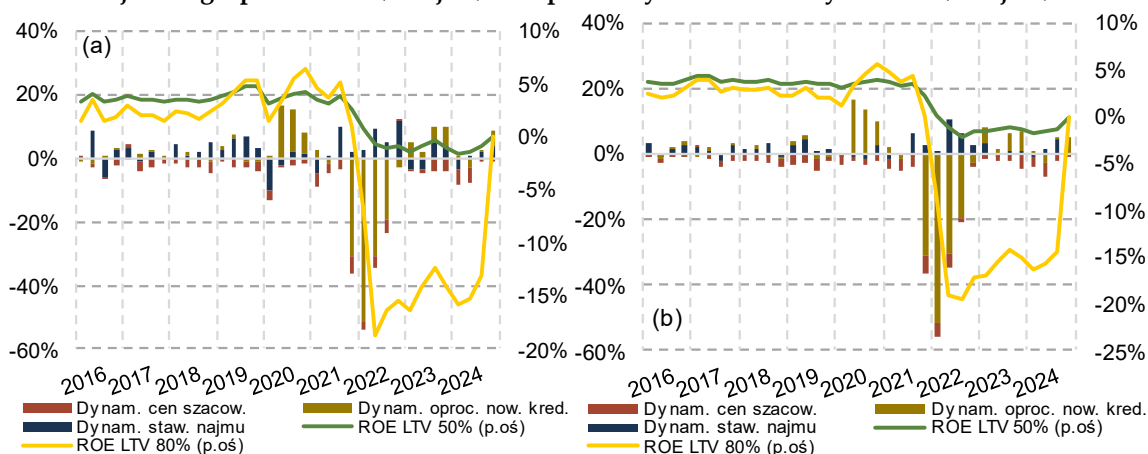 40%
20%
0%
-20%
-40%
-60%
(a)
10%
5%
0%
-5%
-10%
-15%
-20%
2016 2017 2018 2019 2020 2021 2022 2023 2024
Dynam. cen szacow.
Dynam. oproc. now. kred.
Dynam. staw. najmu
ROE LTV 50% (p.oś)
ROE LTV 80% (p.oś)
40%
20%
0%
-20%
-40%
-60%
(b)
10%
5%
0%
-5%
-10%
-15%
-20%
-25%
2016 2017 2018 2019 2020 2021 2022 2023 2024
Dynam. cen szacow.
Dynam. oproc. now. kred.
Dynam. staw. najmu
ROE LTV 50% (p.oś)
ROE LTV 80% (p.oś)